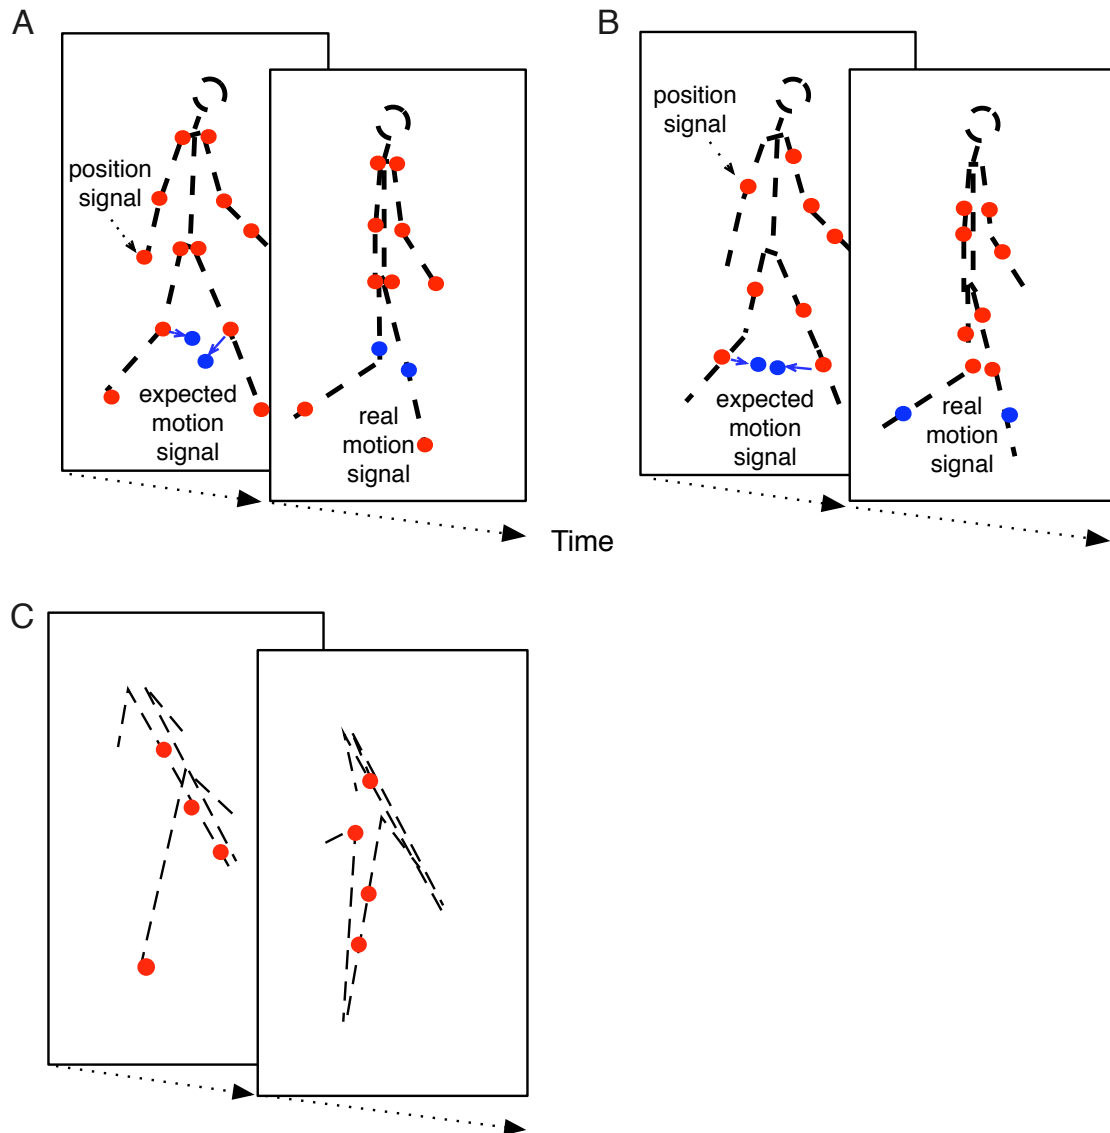 A
position
signal
expected
motion
signal
real
motion
signal
B
position
signal
expected
motion
signal
real
motion
signal
Time
C